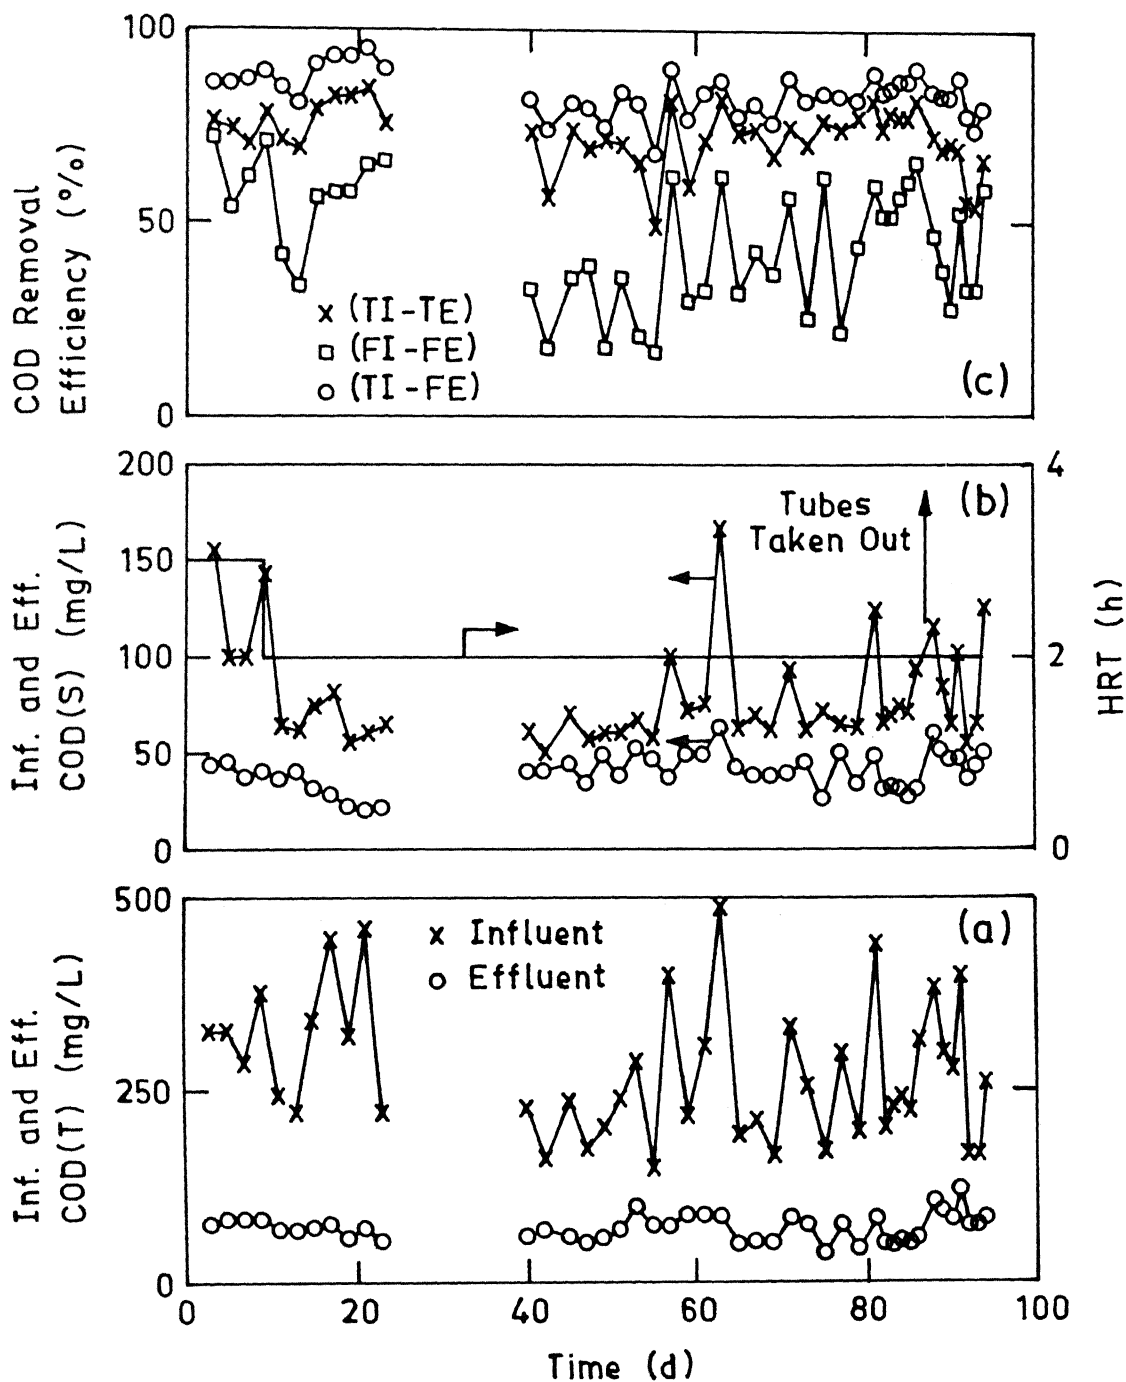 100
50
0
COD Removal
Efficiency (%)
x (TI-TE)
□ (FI-FE)
○ (TI-FE)
(c)
200
150
100
50
0
Inf. and Eff.
COD(S) (mg/L)
Tubes
Taken Out
(b)
4
2
0
HRT (h)
500
250
0
Inf. and Eff.
COD(T) (mg/L)
x Influent
○ Effluent
(a)
0 20 40 60 80 100
Time (d)